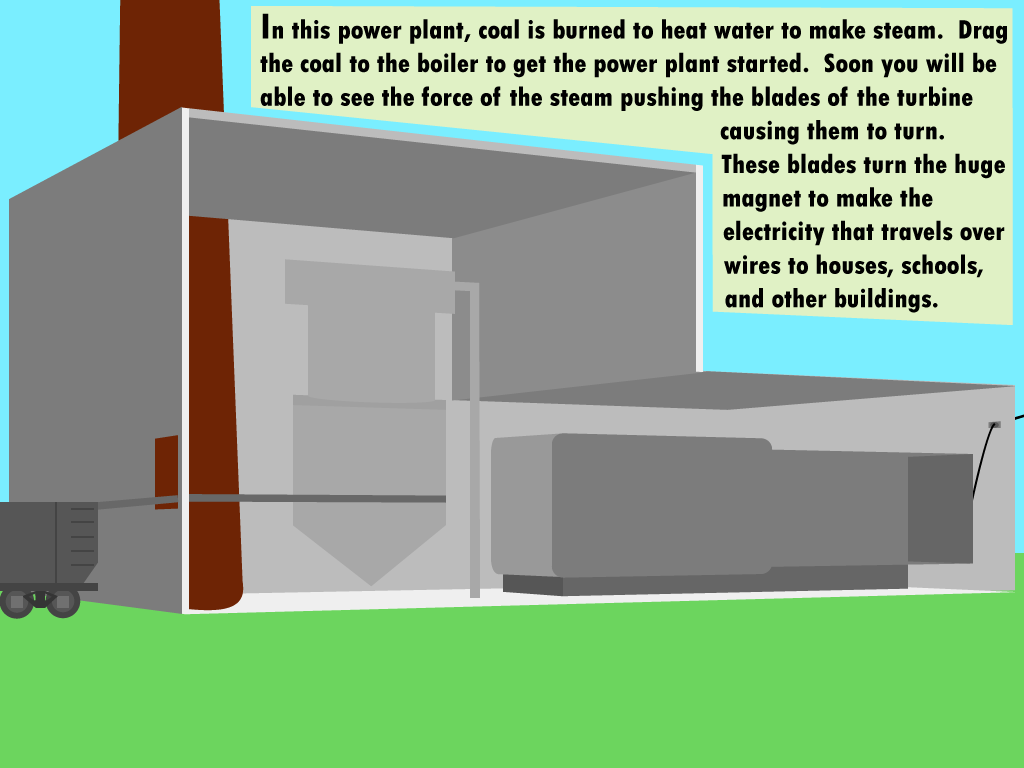 In this power plant, coal is burned to heat water to make steam.  Drag
the coal to the boiler to get the power plant started.  Soon you will be
able to see the force of the steam pushing the blades of the turbine
causing them to turn.
These blades turn the huge
magnet to make the
electricity that travels over
wires to houses, schools,
and other buildings.